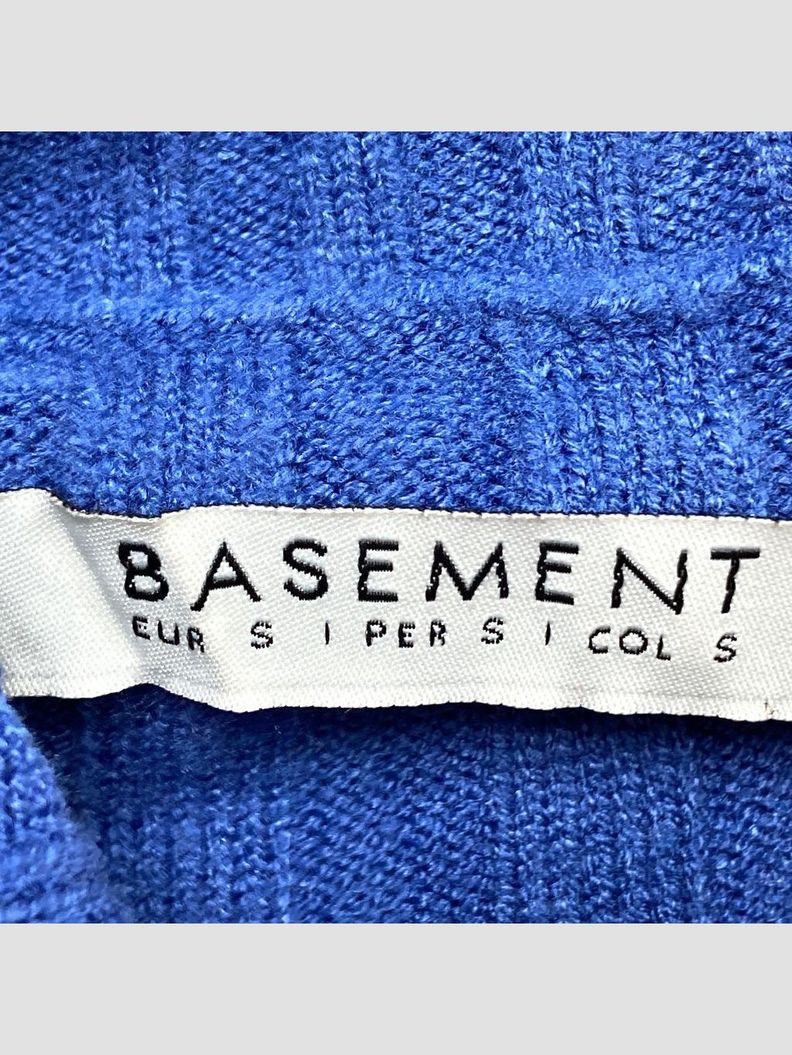 BASEMENT
EUR S | PER S | COL S